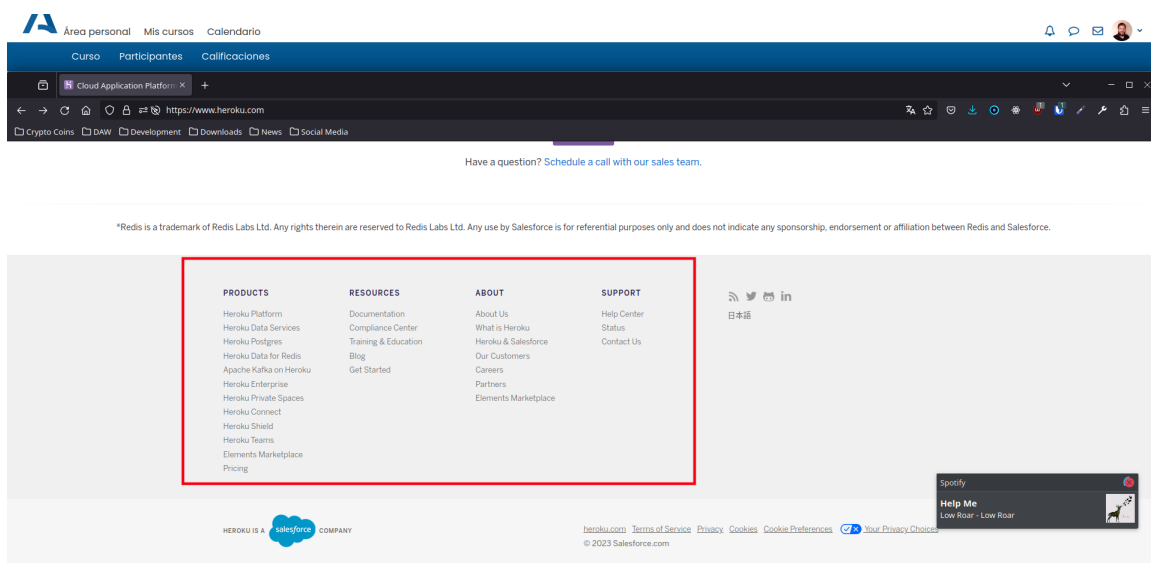 Área personal Mis cursos Calendario
Curso Participantes Calificaciones
Cloud Application Platform
https://www.heroku.com
Crypto Coins DAW Development Downloads News Social Media
Have a question? Schedule a call with our sales team.
*Redis is a trademark of Redis Labs Ltd. Any rights therein are reserved to Redis Labs Ltd. Any use by Salesforce is for referential purposes only and does not indicate any sponsorship, endorsement or affiliation between Redis and Salesforce.
PRODUCTS
Heroku Platform
Heroku Data Services
Heroku Postgres
Heroku Data for Redis
Apache Kafka on Heroku
Heroku Enterprise
Heroku Private Spaces
Heroku Connect
Heroku Shield
Heroku Teams
Elements Marketplace
Pricing
RESOURCES
Documentation
Compliance Center
Training & Education
Blog
Get Started
ABOUT
About Us
What is Heroku
Heroku & Salesforce
Our Customers
Careers
Partners
Elements Marketplace
SUPPORT
Help Center
Status
Contact Us
in
日本語
Spotify
Help Me
Low Roar - Low Roar
HEROKU IS A salesforce COMPANY
heroku.com Terms of Service Privacy Cookies Cookie Preferences Your Privacy Choices
© 2023 Salesforce.com